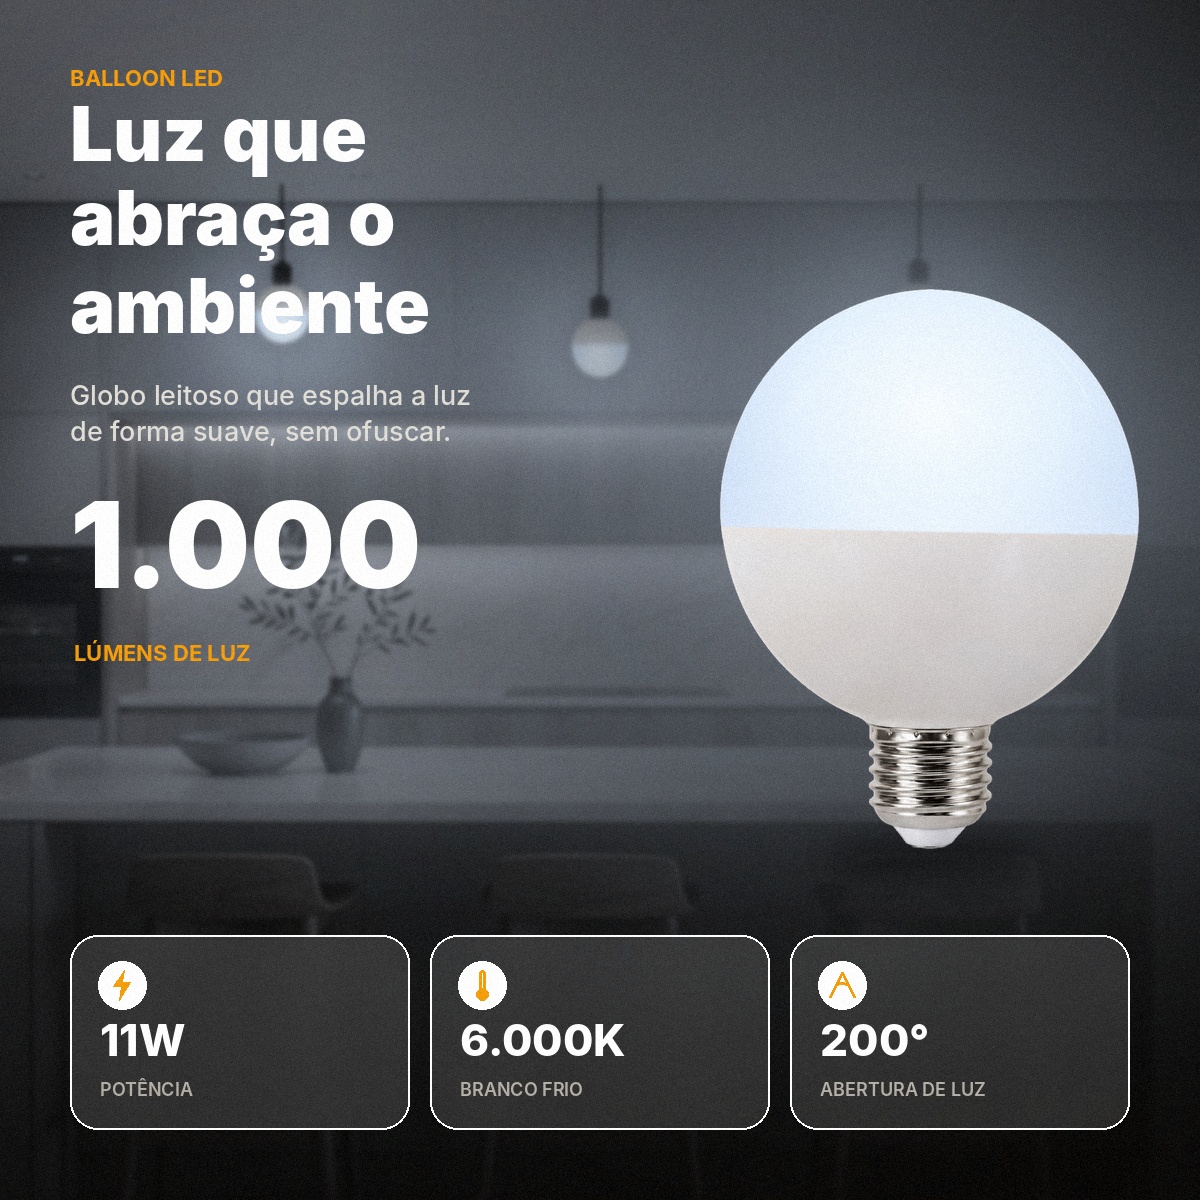 BALLOON LED
Luz que
abraça o
ambiente
Globo leitoso que espalha a luz
de forma suave, sem ofuscar.
1.000
LÚMENS DE LUZ
11W
POTÊNCIA
6.000K
BRANCO FRIO
200°
ABERTURA DE LUZ